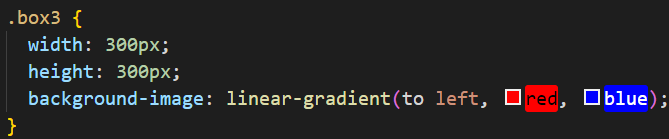 .box3 {
  width: 300px;
  height: 300px;
  background-image: linear-gradient(to left, red, blue);
}